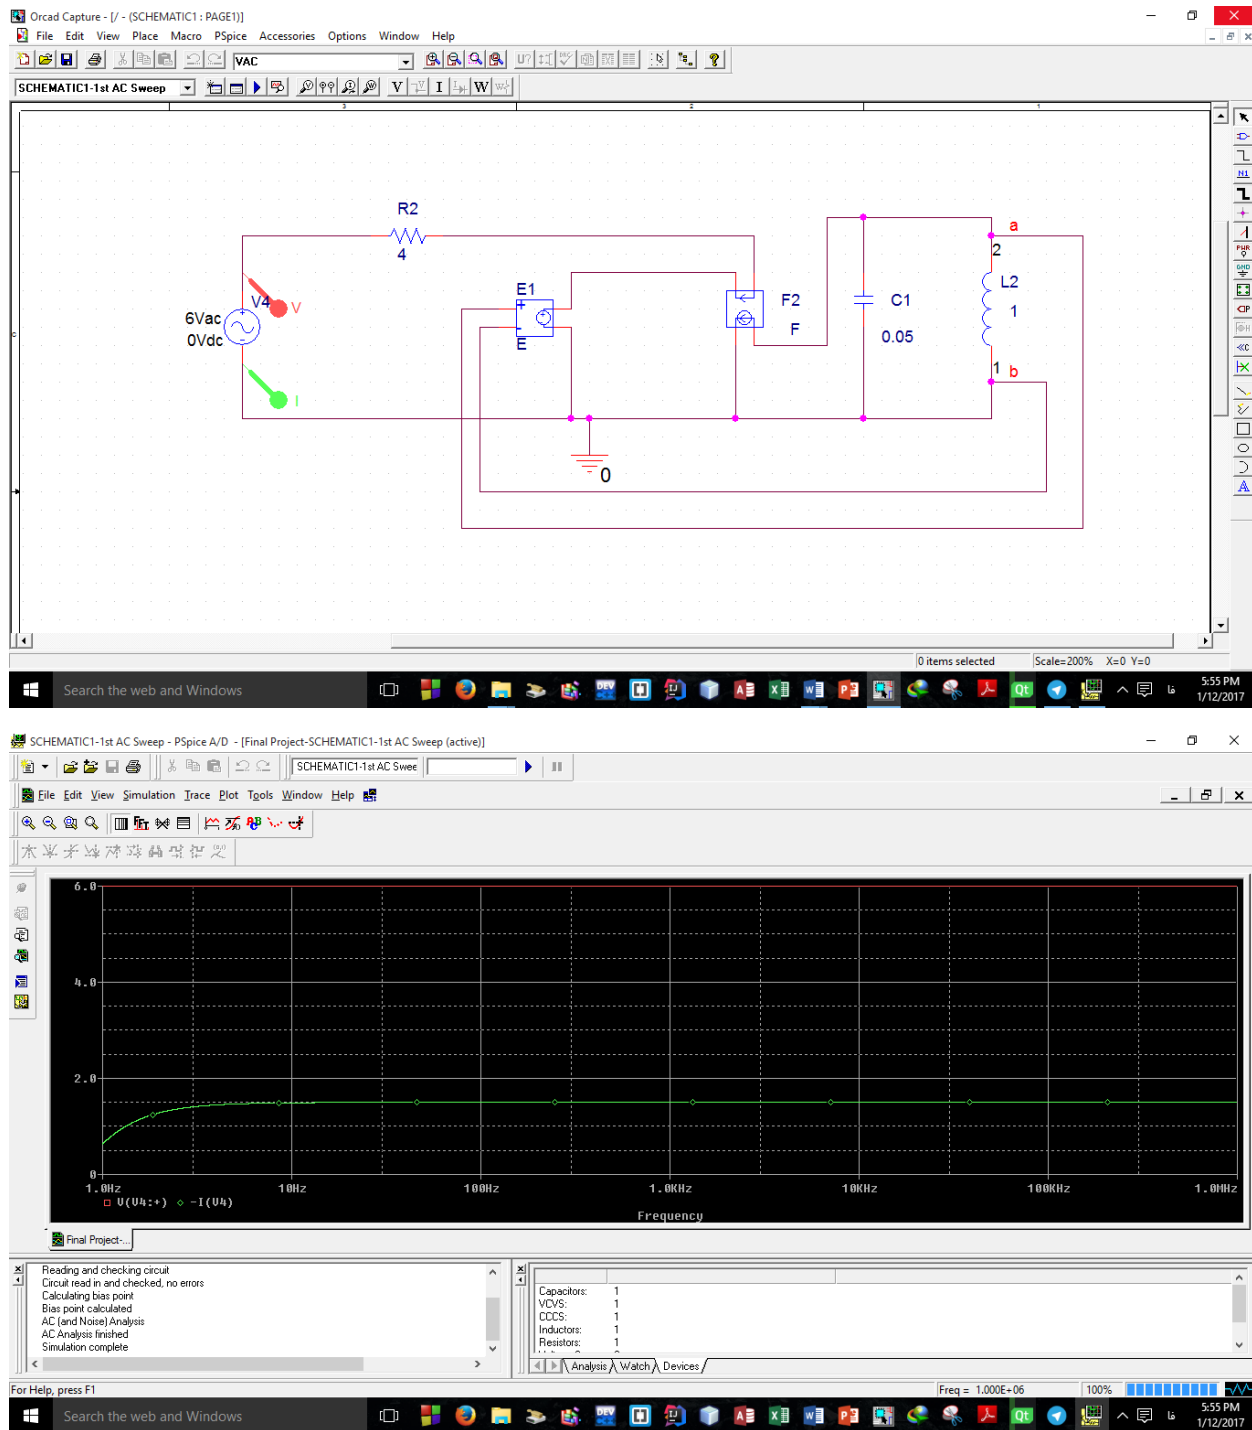 Orcad Capture - [/ - (SCHEMATIC1 : PAGE1)]
File Edit View Place Macro PSpice Accessories Options Window Help
VAC
SCHEMATIC1-1st AC Sweep
V I W
3 2 1
R2
4
a
2
E1
V4
V
F2
C1
L2
6Vac
1
0Vdc
F
0.05
E
C
1 b
I
0
0 items selected Scale=200% X=0 Y=0
Search the web and Windows
فا
5:55 PM
1/12/2017
SCHEMATIC1-1st AC Sweep - PSpice A/D - [Final Project-SCHEMATIC1-1st AC Sweep (active)]
SCHEMATIC1-1st AC Swee
File Edit View Simulation Trace Plot Tools Window Help
6.0
4.0
2.0
0
1.0Hz 10Hz 100Hz 1.0KHz 10KHz 100KHz 1.0MHz
V(V4:+) -I(V4)
Frequency
Final Project-...
Reading and checking circuit
Circuit read in and checked, no errors
Calculating bias point
Bias point calculated
AC (and Noise) Analysis
AC Analysis finished
Simulation complete
Capacitors: 1
VCVS: 1
CCCS: 1
Inductors: 1
Resistors: 1
Analysis Watch Devices
For Help, press F1
Freq = 1.000E+06 100%
Search the web and Windows
فا
5:55 PM
1/12/2017